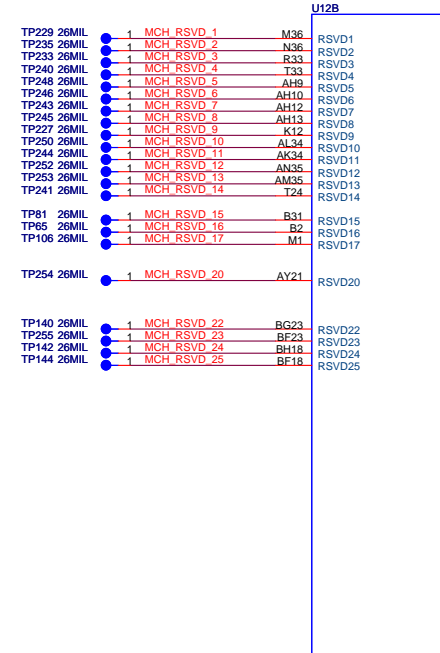 U12B
TP229 26MIL 1 MCH_RSVD_1 M36 RSVD1
TP235 26MIL 1 MCH_RSVD_2 N36 RSVD2
TP233 26MIL 1 MCH_RSVD_3 R33 RSVD3
TP240 26MIL 1 MCH_RSVD_4 T33 RSVD4
TP248 26MIL 1 MCH_RSVD_5 AH9 RSVD5
TP246 26MIL 1 MCH_RSVD_6 AH10 RSVD6
TP243 26MIL 1 MCH_RSVD_7 AH12 RSVD7
TP245 26MIL 1 MCH_RSVD_8 AH13 RSVD8
TP227 26MIL 1 MCH_RSVD_9 K12 RSVD9
TP250 26MIL 1 MCH_RSVD_10 AL34 RSVD10
TP244 26MIL 1 MCH_RSVD_11 AK34 RSVD11
TP252 26MIL 1 MCH_RSVD_12 AN35 RSVD12
TP253 26MIL 1 MCH_RSVD_13 AM35 RSVD13
TP241 26MIL 1 MCH_RSVD_14 T24 RSVD14
TP81 26MIL 1 MCH_RSVD_15 B31 RSVD15
TP65 26MIL 1 MCH_RSVD_16 B2 RSVD16
TP106 26MIL 1 MCH_RSVD_17 M1 RSVD17
TP254 26MIL 1 MCH_RSVD_20 AY21 RSVD20
TP140 26MIL 1 MCH_RSVD_22 BG23 RSVD22
TP255 26MIL 1 MCH_RSVD_23 BF23 RSVD23
TP142 26MIL 1 MCH_RSVD_24 BH18 RSVD24
TP144 26MIL 1 MCH_RSVD_25 BF18 RSVD25